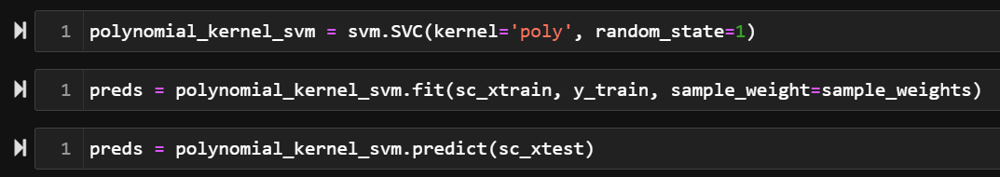 1 polynomial_kernel_svm = svm.SVC(kernel='poly', random_state=1)
1 preds = polynomial_kernel_svm.fit(sc_xtrain, y_train, sample_weight=sample_weights)
1 preds = polynomial_kernel_svm.predict(sc_xtest)